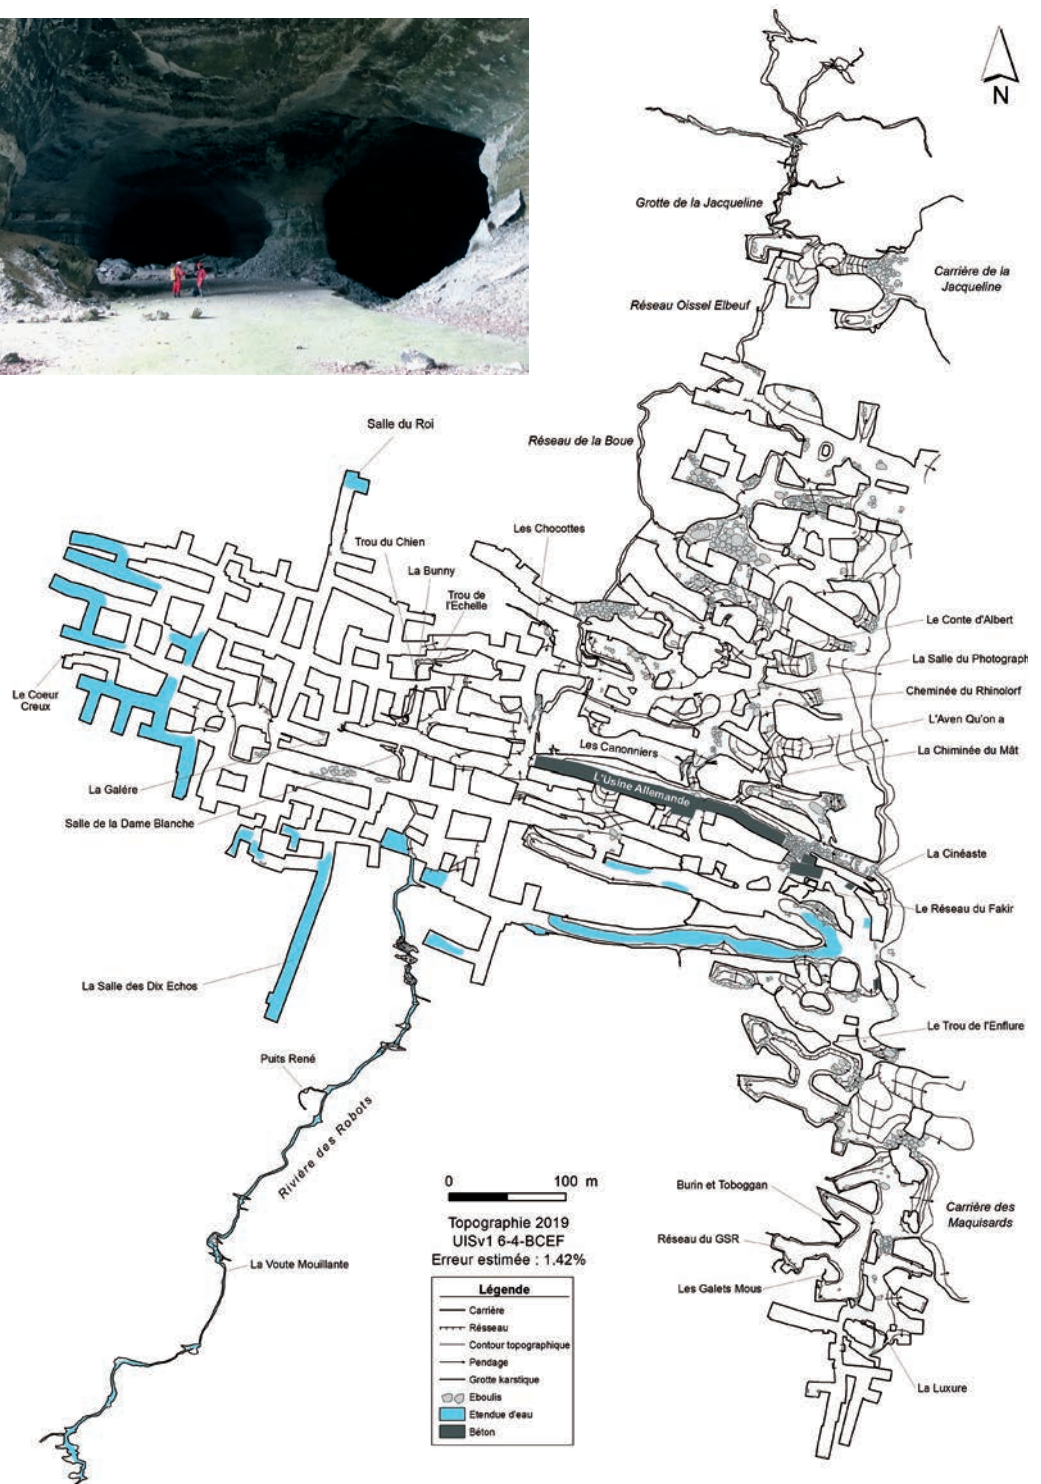 N
Grotte de la Jacqueline
Carrière de la
Jacqueline
Réseau Oissel Elbeuf
Salle du Roi
Réseau de la Boue
Les Chocottes
Trou du Chien
La Bunny
Trou de
l'Echelle
Le Conte d'Albert
La Salle du Photograph
Le Coeur
Creux
Cheminée du Rhinolorf
L'Aven Qu'on a
Les Canonniers
La Chiminée du Mât
L'Usine Allemande
La Galére
Salle de la Dame Blanche
La Cinéaste
Le Réseau du Fakir
La Salle des Dix Echos
Le Trou de l'Enflure
Puits René
Rivière des Robots
Burin et Toboggan
Carrière des
Maquisards
Réseau du GSR
La Voute Mouillante
Les Galets Mous
La Luxure
0 100 m
Topographie 2019
UISv1 6-4-BCEF
Erreur estimée : 1.42%
Légende
Carrière
Résseau
Contour topographique
Pendage
Grotte karstique
Eboulis
Etendue d'eau
Béton